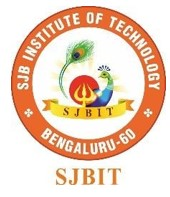 SJB INSTITUTE OF TECHNOLOGY
SJBIT
BENGALURU-60
SJBIT